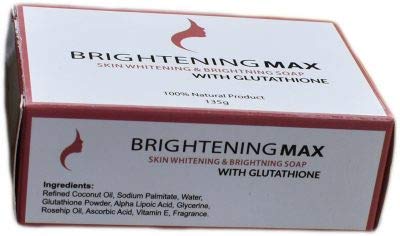 BRIGHTENING MAX
SKIN WHITENING & BRIGHTNING SOAP
WITH GLUTATHIONE
100% Natural Product
135g
BRIGHTENING MAX
SKIN WHITENING & BRIGHTNING SOAP
WITH GLUTATHIONE
Ingredients:
Refined Coconut Oil, Sodium Palmitate, Water,
Glutathione Powder, Alpha Lipoic Acid, Glycerine,
Rosehip Oil, Ascorbic Acid, Vitamin E, Fragrance.